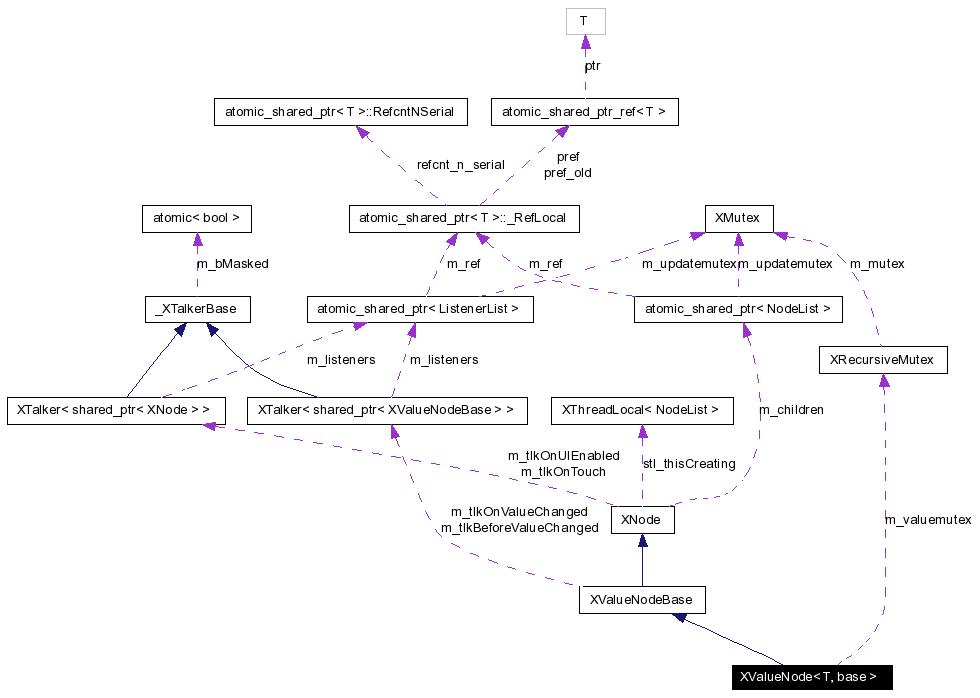 T
ptr
atomic_shared_ptr< T >::RefcntNSerial
atomic_shared_ptr_ref< T >
refcnt_n_serial
pref
pref_old
atomic< bool >
atomic_shared_ptr< T >::_RefLocal
XMutex
m_bMasked
m_ref
m_ref
m_updatemutex
m_updatemutex
m_mutex
_XTalkerBase
atomic_shared_ptr< ListenerList >
atomic_shared_ptr< NodeList >
m_listeners
m_listeners
XRecursiveMutex
XTalker< shared_ptr< XNode > >
XTalker< shared_ptr< XValueNodeBase > >
XThreadLocal< NodeList >
m_children
m_tlkOnUIEnabled
m_tlkOnTouch
stl_thisCreating
m_tlkOnValueChanged
m_tlkBeforeValueChanged
XNode
m_valuemutex
XValueNodeBase
XValueNode< T, base >